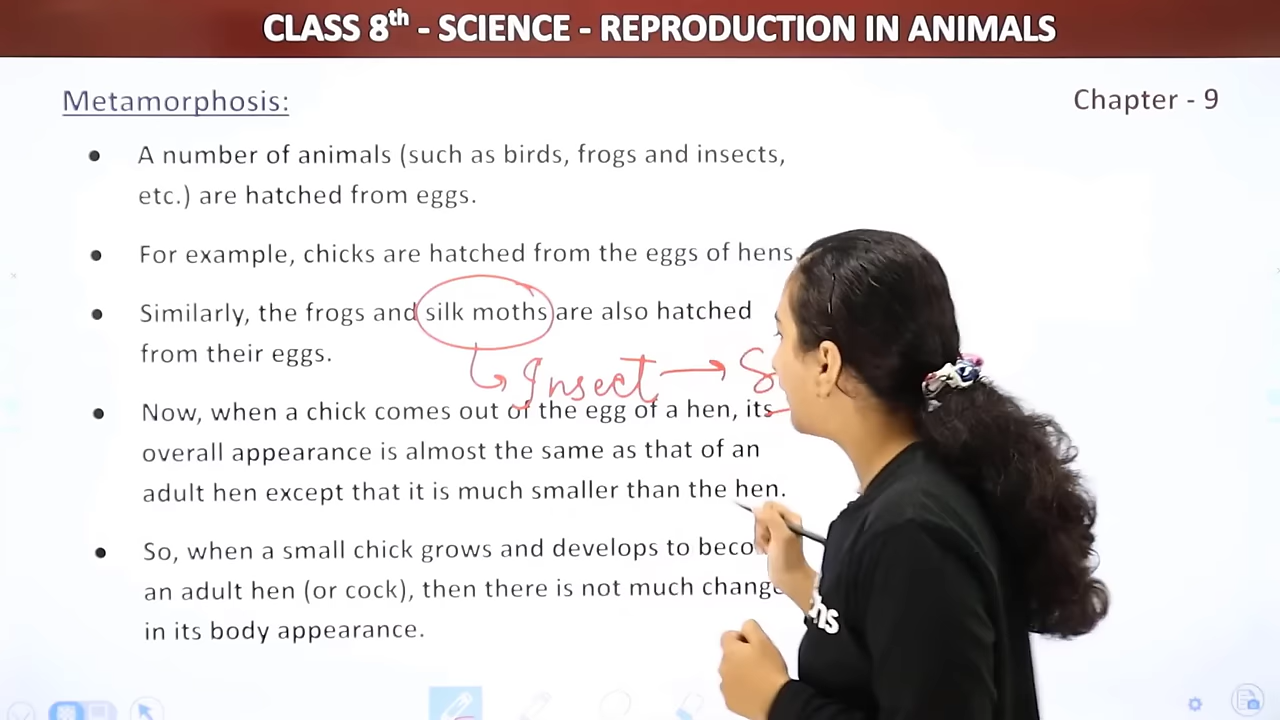 CLASS 8th - SCIENCE - REPRODUCTION IN ANIMALS
Metamorphosis:
Chapter - 9
• A number of animals (such as birds, frogs and insects,
etc.) are hatched from eggs.
• For example, chicks are hatched from the eggs of hens.
• Similarly, the frogs and silk moths are also hatched
from their eggs.
Insect → S
• Now, when a chick comes out of the egg of a hen, its
overall appearance is almost the same as that of an
adult hen except that it is much smaller than the hen.
• So, when a small chick grows and develops to beco
an adult hen (or cock), then there is not much change
in its body appearance.